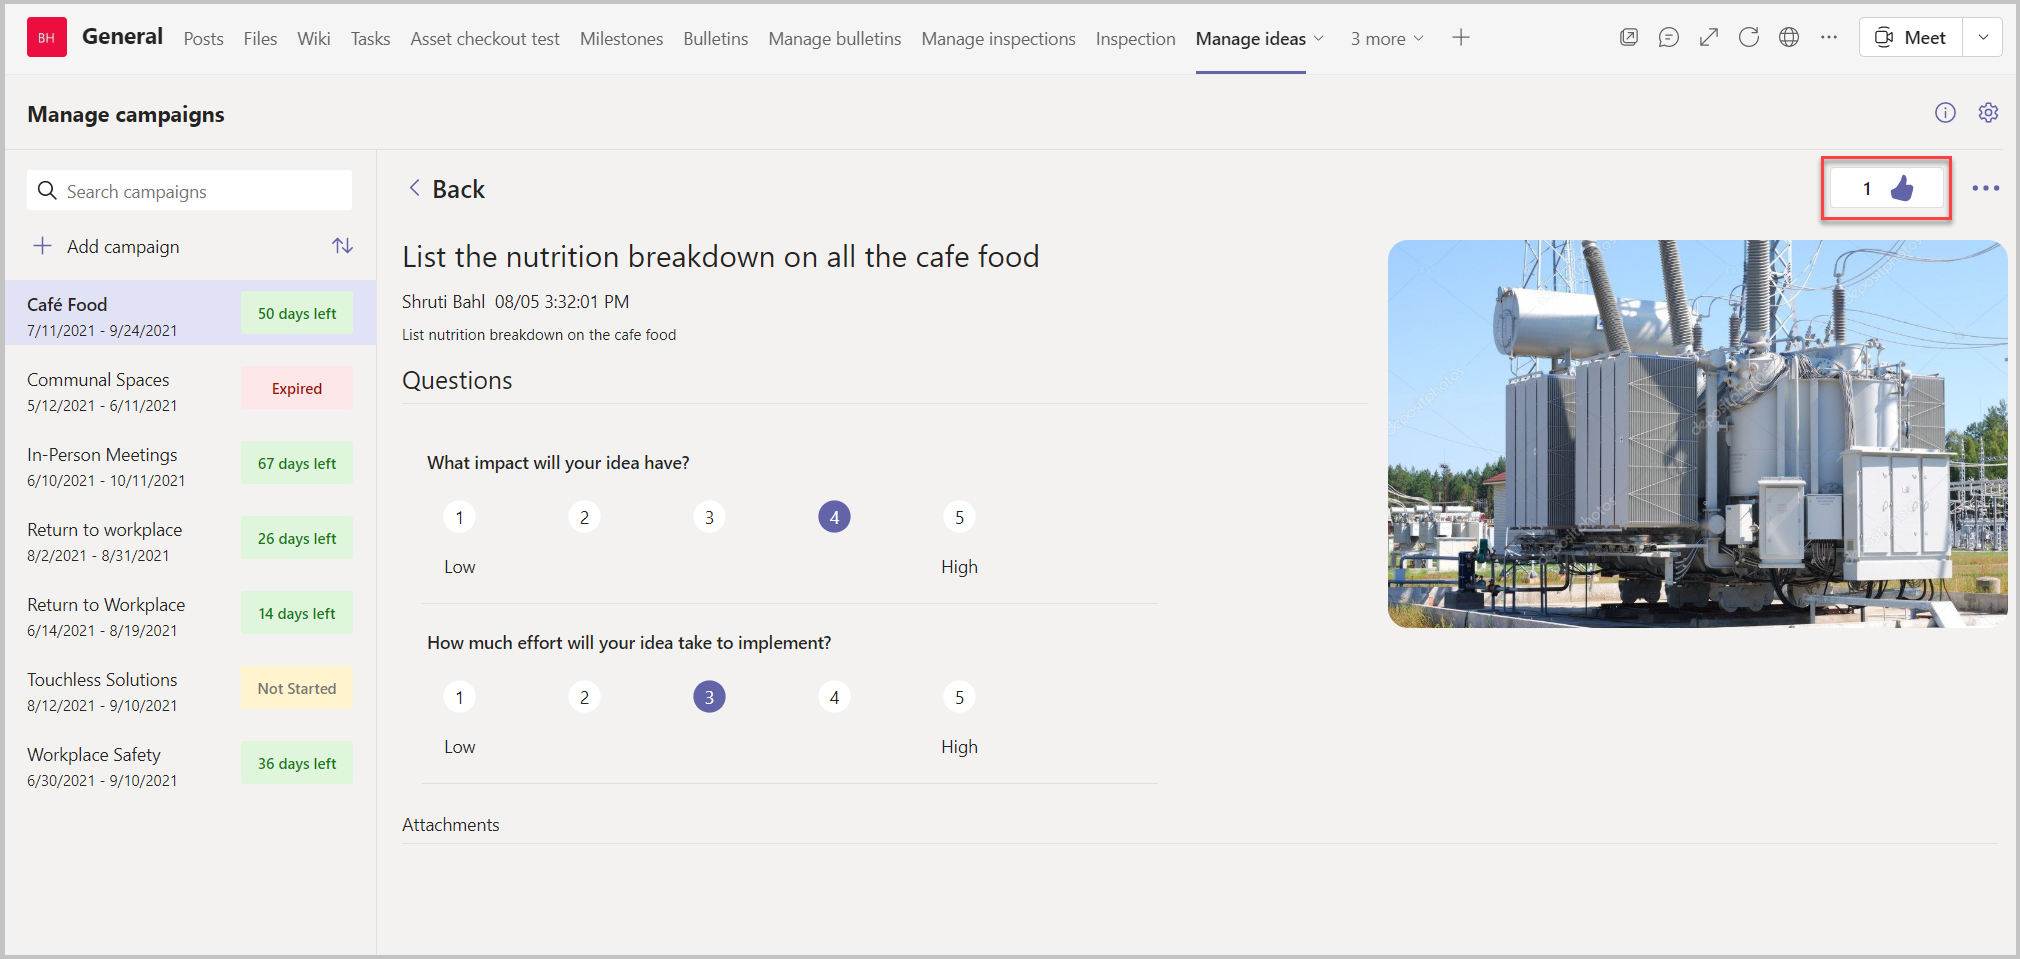 BH General Posts Files Wiki Tasks Asset checkout test Milestones Bulletins Manage bulletins Manage inspections Inspection Manage ideas 3 more Meet
Manage campaigns
Search campaigns
Add campaign
Café Food
7/11/2021 - 9/24/2021
50 days left
Communal Spaces
5/12/2021 - 6/11/2021
Expired
In-Person Meetings
6/10/2021 - 10/11/2021
67 days left
Return to workplace
8/2/2021 - 8/31/2021
26 days left
Return to Workplace
6/14/2021 - 8/19/2021
14 days left
Touchless Solutions
8/12/2021 - 9/10/2021
Not Started
Workplace Safety
6/30/2021 - 9/10/2021
36 days left
Back
1
List the nutrition breakdown on all the cafe food
Shruti Bahl 08/05 3:32:01 PM
List nutrition breakdown on the cafe food
Questions
What impact will your idea have?
1 2 3 4 5
Low High
How much effort will your idea take to implement?
1 2 3 4 5
Low High
Attachments
depositphotos
depositphotos
depositphotos